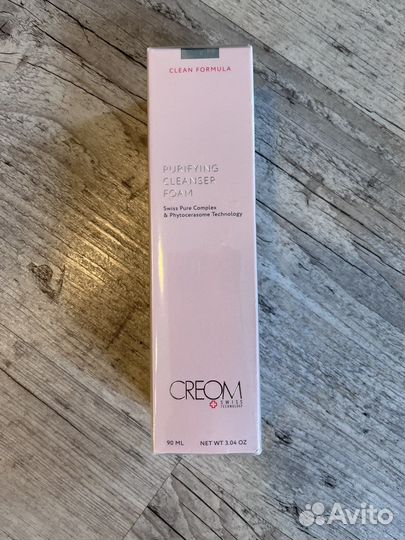 CLEAN FORMULA
PURIFYING
CLEANSER
FOAM
Swiss Pure Complex
& Phytocerasome Technology
CREOM
SWISS
TECHNOLOGY
90 ML NET WT 3.04 OZ
Avito